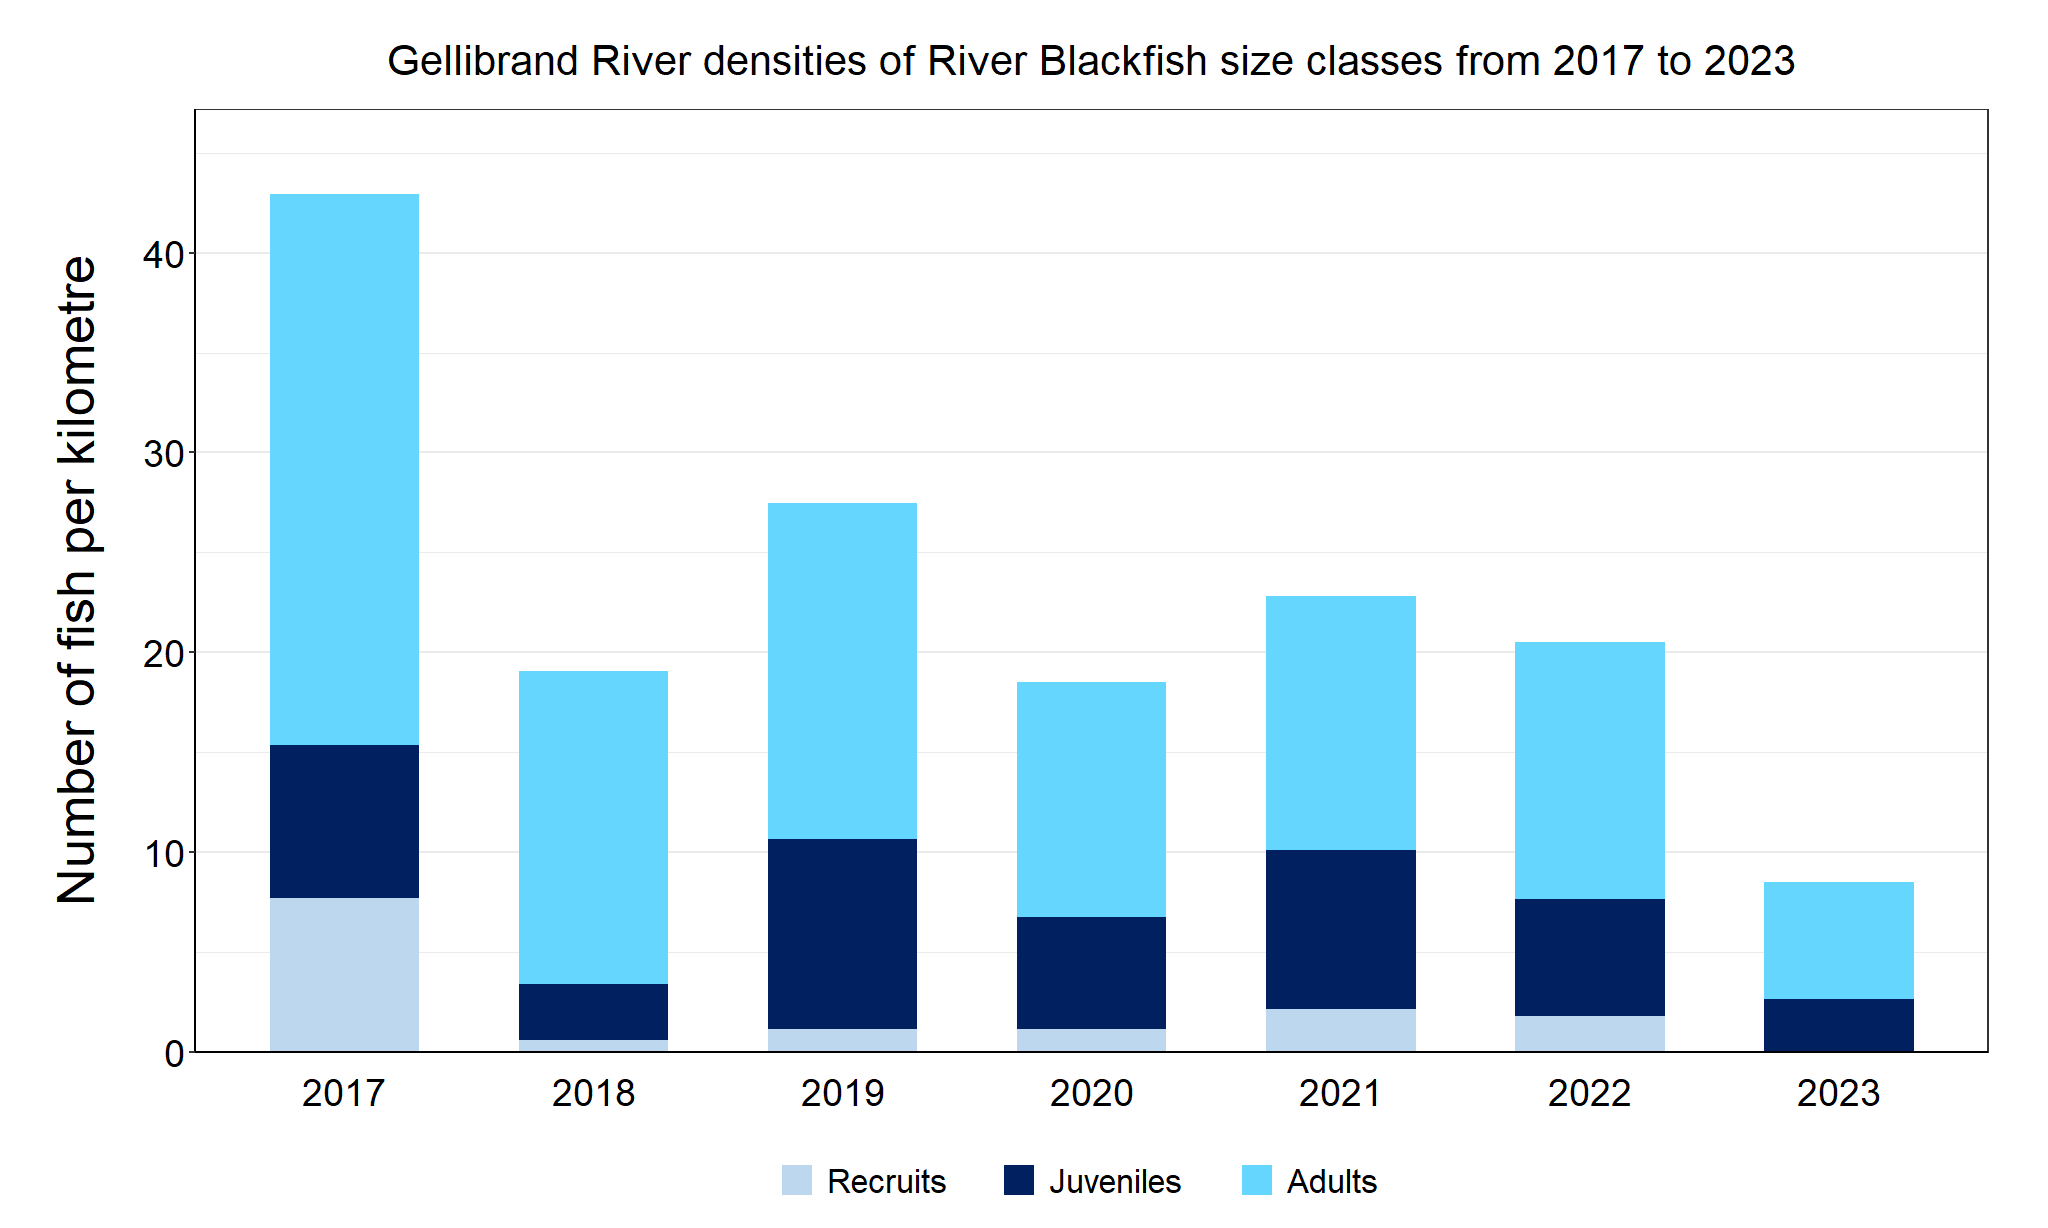 Gellibrand River densities of River Blackfish size classes from 2017 to 2023
Number of fish per kilometre
40
30
20
10
0
2017 2018 2019 2020 2021 2022 2023
Recruits Juveniles Adults